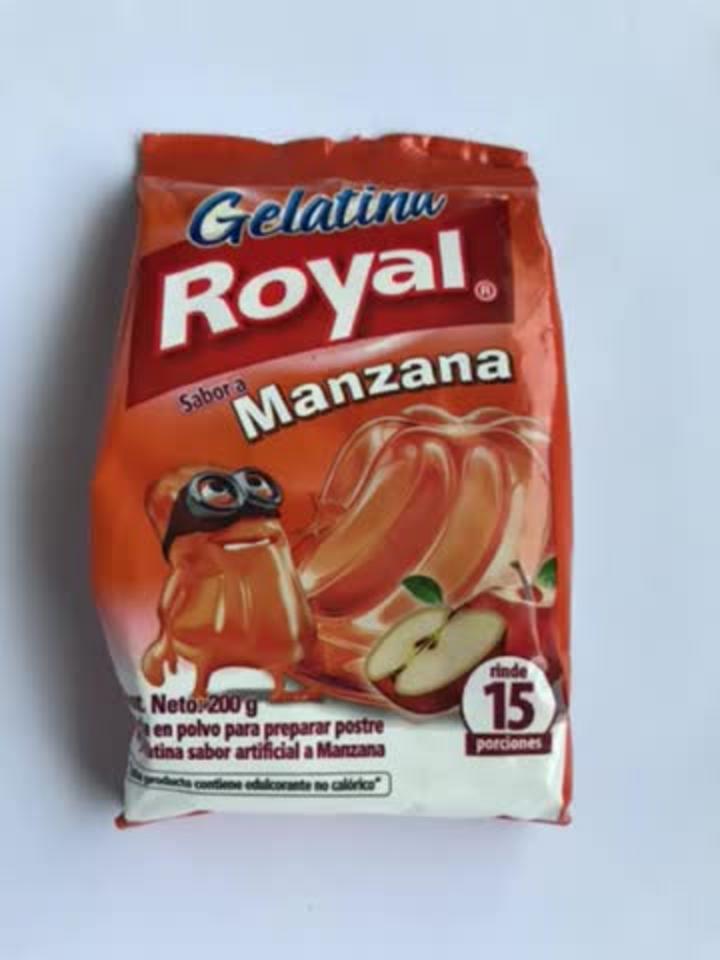 Gelatina
Royal®
Sabor a
Manzana
rinde
15
porciones
t. Neto: 200 g
en polvo para preparar postre
atina sabor artificial a Manzana
producto contiene edulcorante no calórico*